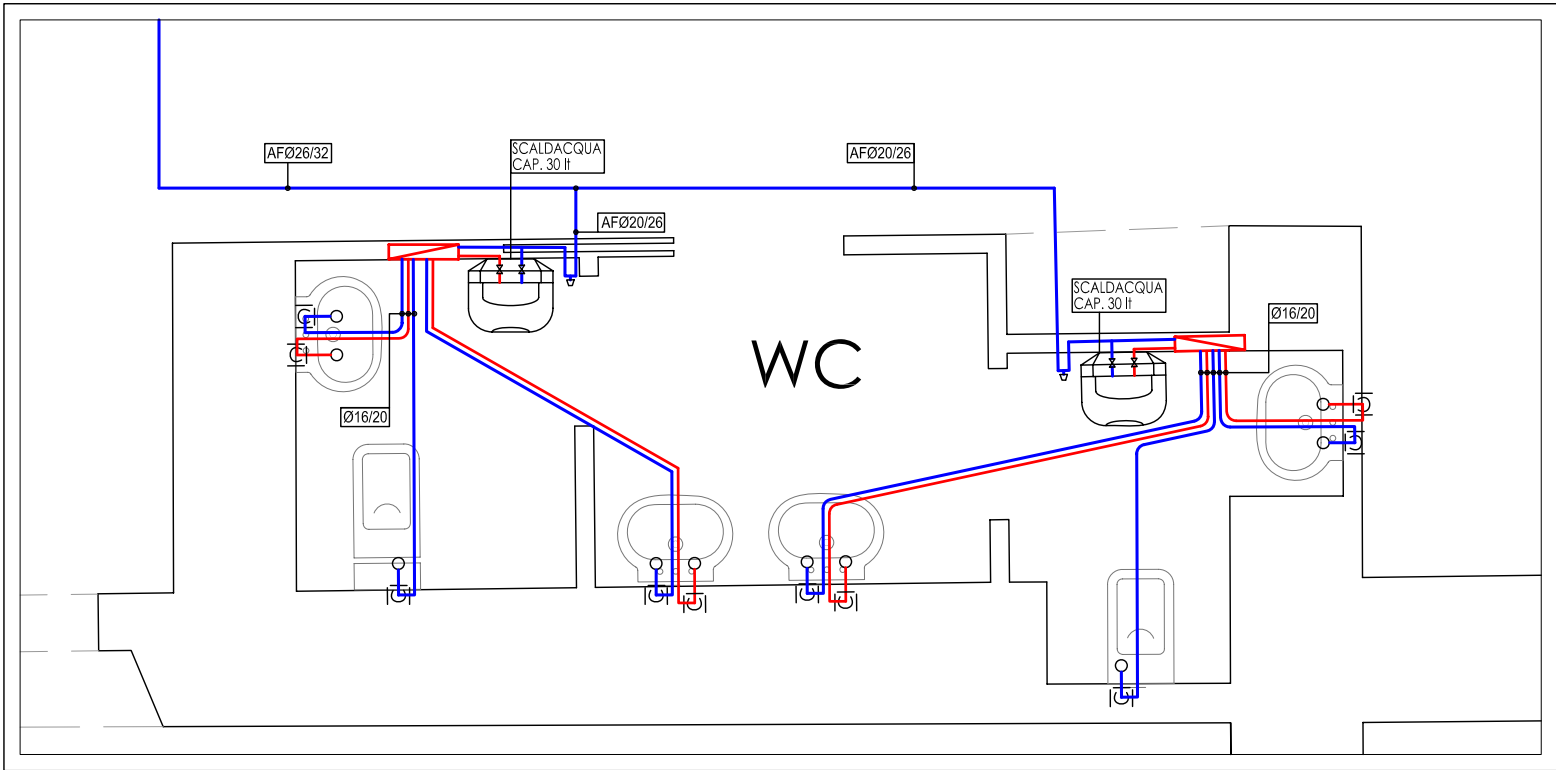 AFØ26/32
SCALDACQUA
CAP. 30 lt
AFØ20/26
AFØ20/26
SCALDACQUA
CAP. 30 lt
Ø16/20
WC
Ø16/20